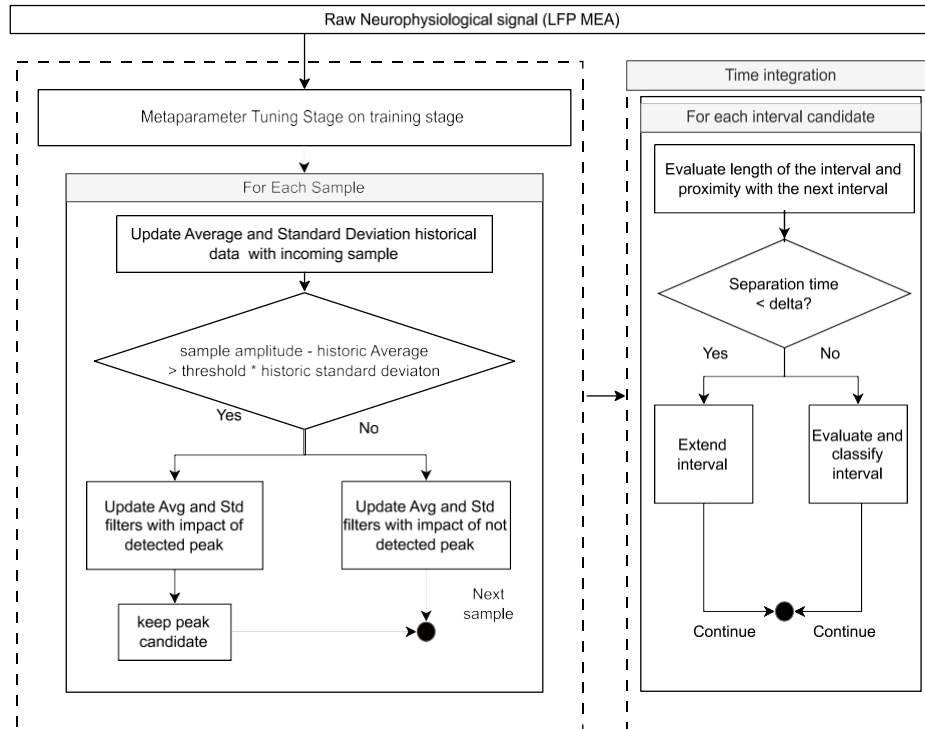 Raw Neurophysiological signal (LFP MEA)
Metaparameter Tuning Stage on training stage
For Each Sample
Update Average and Standard Deviation historical
data with incoming sample
sample amplitude - historic Average
> threshold * historic standard deviaton
Yes
No
Update Avg and Std
filters with impact of
detected peak
Update Avg and Std
filters with impact of not
detected peak
keep peak
candidate
Next
sample
Time integration
For each interval candidate
Evaluate length of the interval and
proximity with the next interval
Separation time
< delta?
Yes
No
Extend
interval
Evaluate and
classify
interval
Continue
Continue